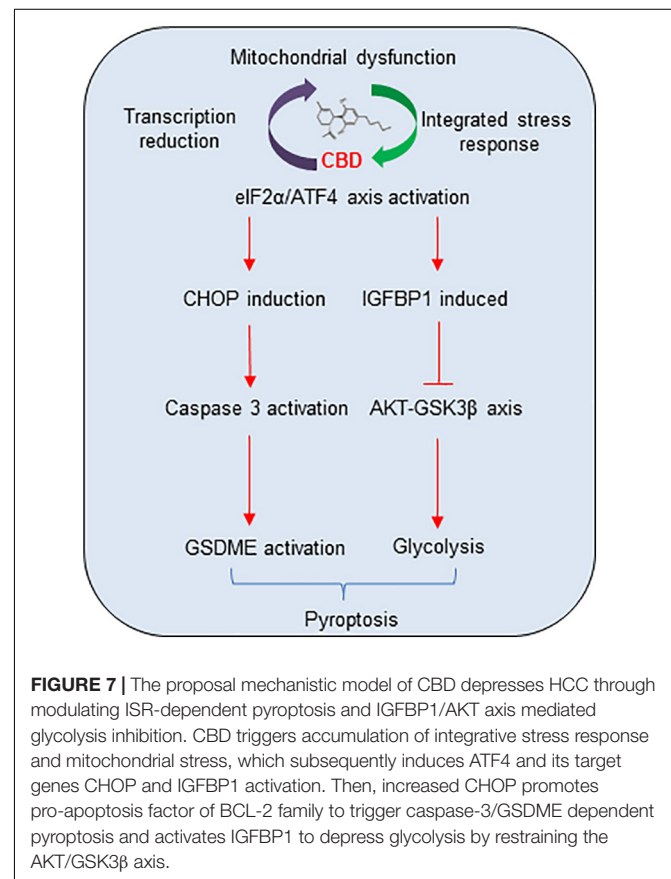 Mitochondrial dysfunction
Transcription
reduction
Integrated stress
response
CBD
eIF2α/ATF4 axis activation
CHOP induction
IGFBP1 induced
Caspase 3 activation
AKT-GSK3β axis
GSDME activation
Glycolysis
Pyroptosis
FIGURE 7 | The proposal mechanistic model of CBD depresses HCC through
modulating ISR-dependent pyroptosis and IGFBP1/AKT axis mediated
glycolysis inhibition. CBD triggers accumulation of integrative stress response
and mitochondrial stress, which subsequently induces ATF4 and its target
genes CHOP and IGFBP1 activation. Then, increased CHOP promotes
pro-apoptosis factor of BCL-2 family to trigger caspase-3/GSDME dependent
pyroptosis and activates IGFBP1 to depress glycolysis by restraining the
AKT/GSK3β axis.